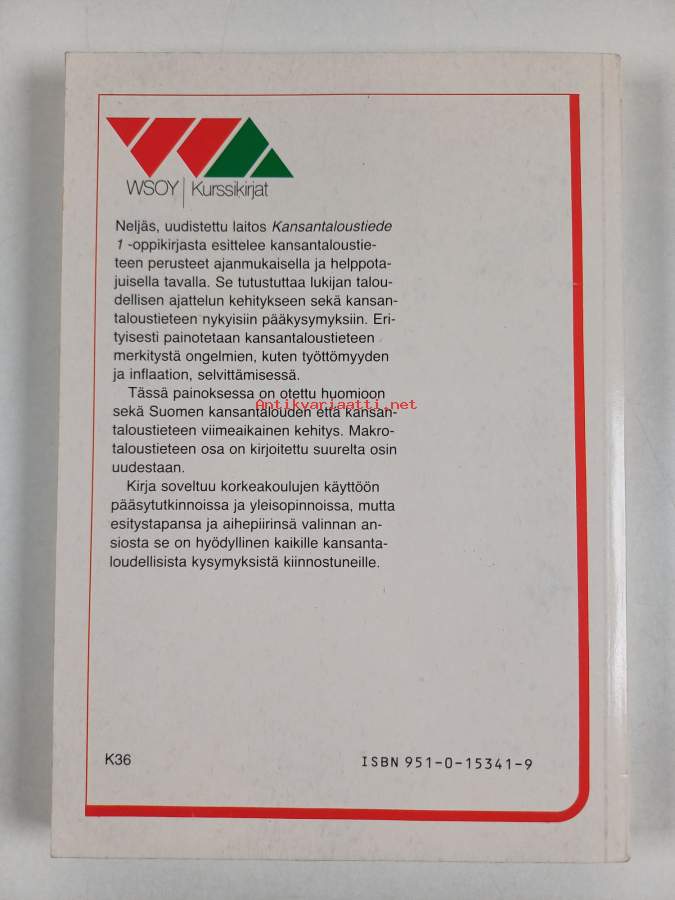 WSOY | Kurssikirjat
Neljäs, uudistettu laitos Kansantaloustiede
1 -oppikirjasta esittelee kansantaloustie-
teen perusteet ajanmukaisella ja helppota-
juisella tavalla. Se tutustuttaa lukijan talou-
dellisen ajattelun kehitykseen sekä kansan-
taloustieteen nykyisiin pääkysymyksiin. Eri-
tyisesti painotetaan kansantaloustieteen
merkitystä ongelmien, kuten työttömyyden
ja inflaation, selvittämisessä.
Tässä painoksessa on otettu huomioon
Antikvariaatti.net
sekä Suomen kansantalouden että kansan-
taloustieteen viimeaikainen kehitys. Makro-
taloustieteen osa on kirjoitettu suurelta osin
uudestaan.
Kirja soveltuu korkeakoulujen käyttöön
pääsytutkinnoissa ja yleisopinnoissa, mutta
esitystapansa ja aihepiirinsä valinnan an-
siosta se on hyödyllinen kaikille kansanta-
loudellisista kysymyksistä kiinnostuneille.
K36
ISBN 951-0-15341-9